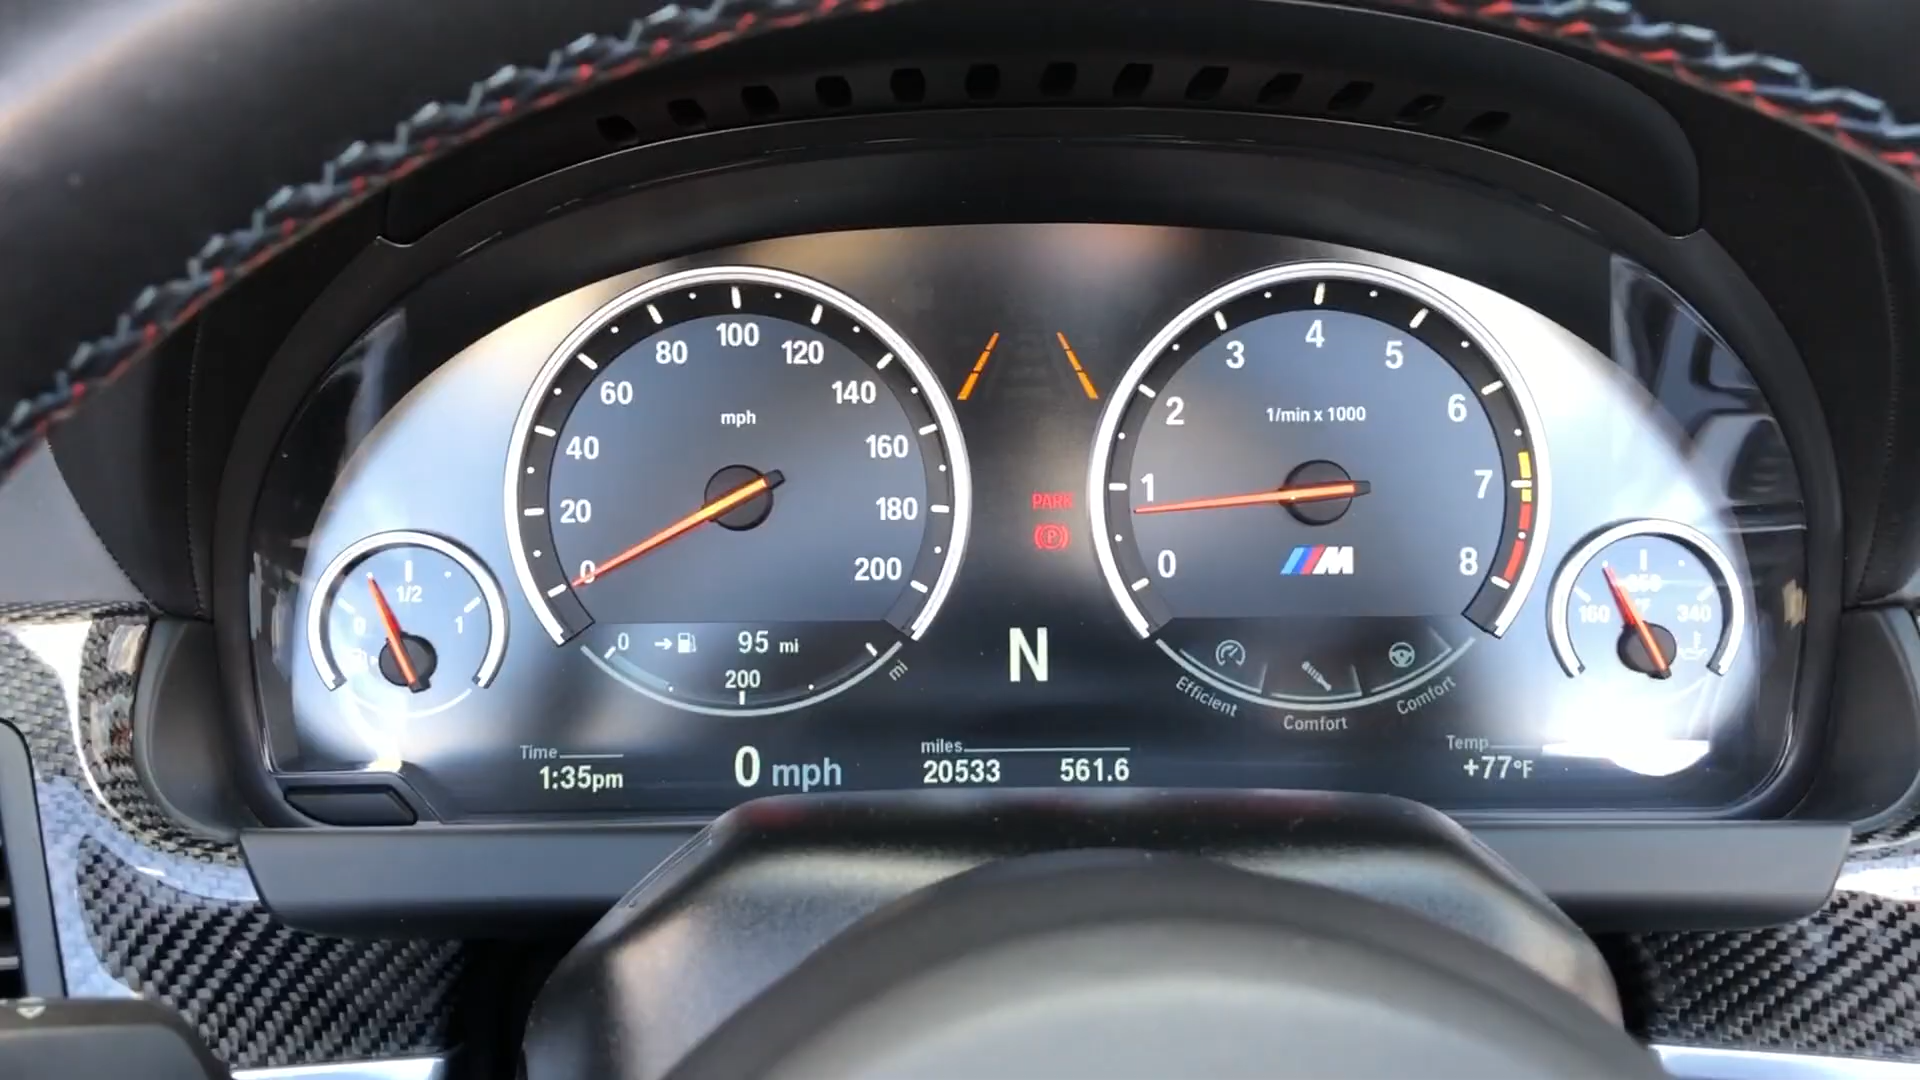 80 100 120
60 140
mph
40 160
20 180
0 200
0 1/2 1
0 95 mi
200
mi
PARK
P
N
3 4 5
2 6
1/min x 1000
1 7
0 M 8
Efficient
Comfort
Comfort
160 340
Time
1:35pm
0 mph
miles
20533 561.6
Temp
+77°F